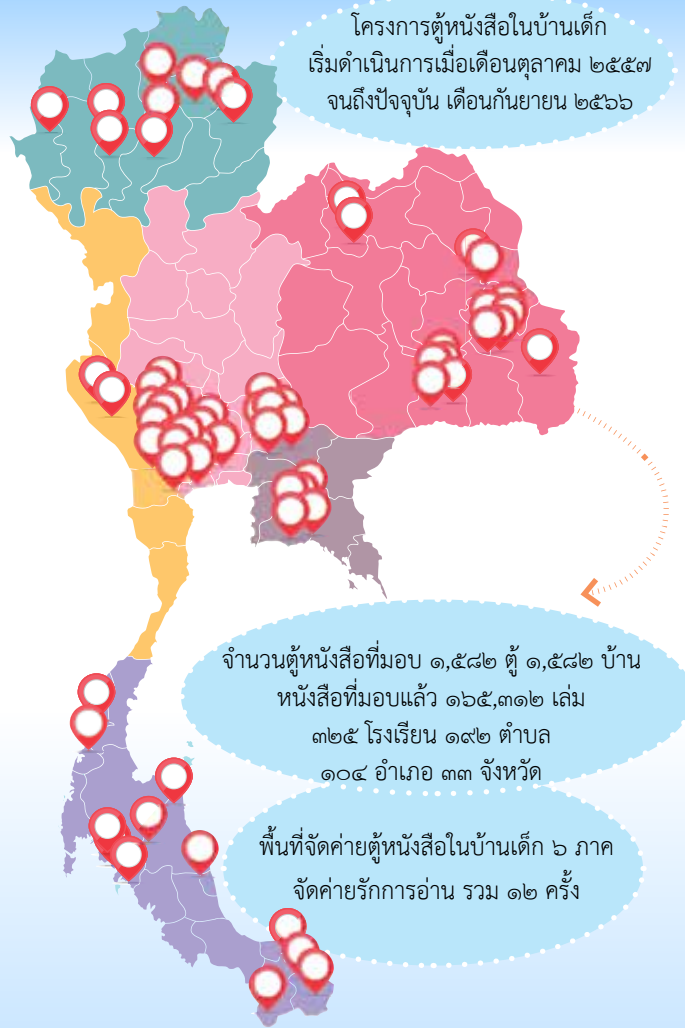 โครงการตู้หนังสือในบ้านเด็ก
เริ่มดำเนินการเมื่อเดือนตุลาคม ๒๕๕๗
จนถึงปัจจุบัน เดือนกันยายน ๒๕๖๖
จำนวนตู้หนังสือที่มอบ ๑,๕๘๒ ตู้ ๑,๕๘๒ บ้าน
หนังสือที่มอบแล้ว ๑๖๕,๓๑๒ เล่ม
๓๒๕ โรงเรียน ๑๙๒ ตำบล
๑๐๔ อำเภอ ๓๓ จังหวัด
พื้นที่จัดค่ายตู้หนังสือในบ้านเด็ก ๖ ภาค
จัดค่ายรักการอ่าน รวม ๑๒ ครั้ง